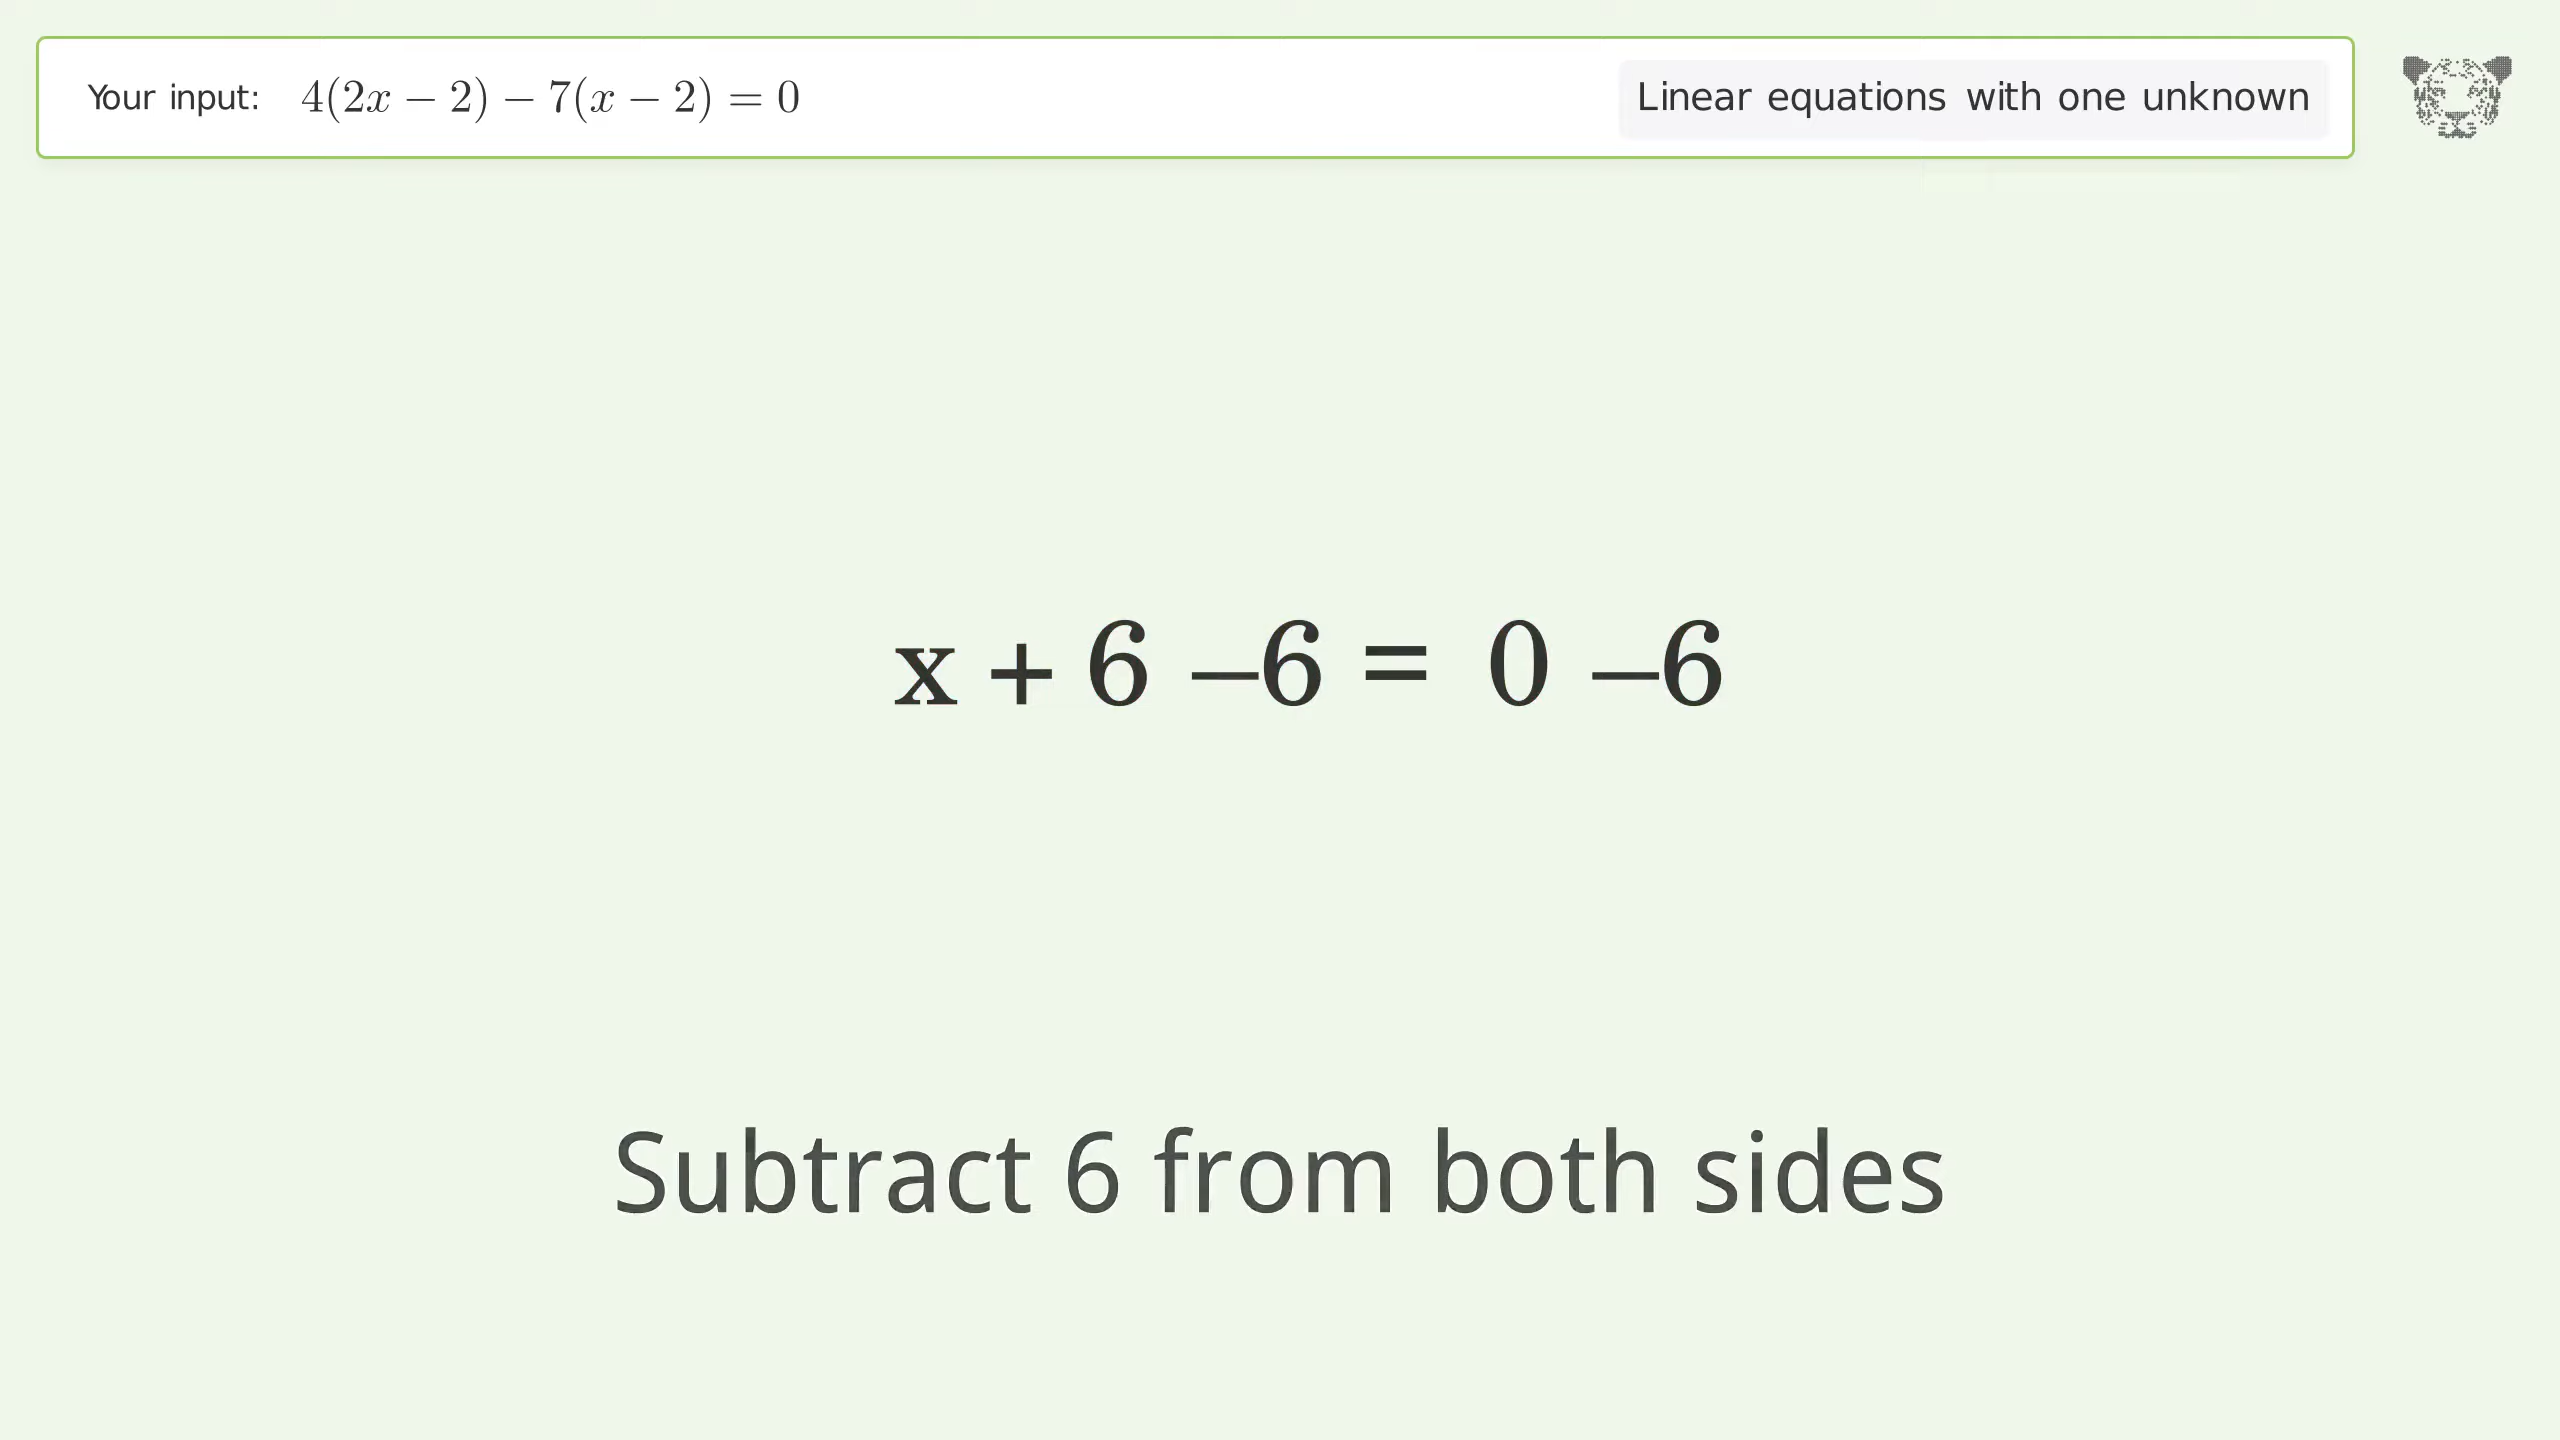 Your input: 4(2x − 2) − 7(x − 2) = 0
Linear equations with one unknown
x + 6 −6 = 0 −6
Subtract 6 from both sides